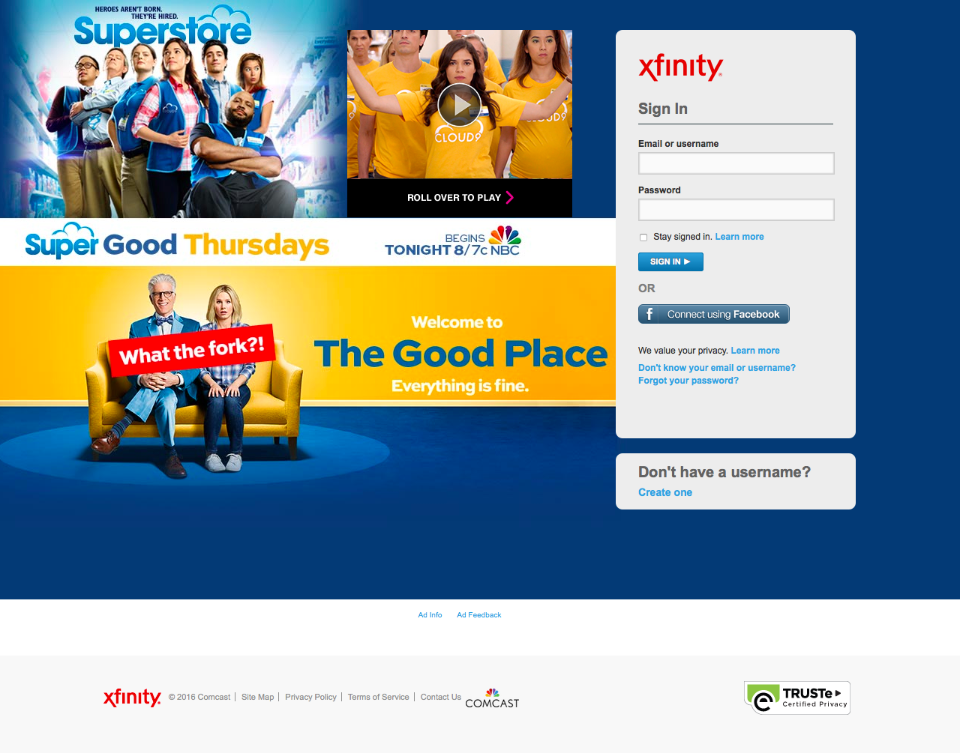 HEROES AREN'T BORN.
THEY'RE HIRED.
Superstore
CLOUD9
ROLL OVER TO PLAY
Super Good Thursdays
BEGINS
TONIGHT 8/7c NBC
What the fork?!
Welcome to
The Good Place
Everything is fine.
xfinity
Sign In
Email or username
Password
Stay signed in. Learn more
SIGN IN
OR
f Connect using Facebook
We value your privacy. Learn more
Don't know your email or username?
Forgot your password?
Don't have a username?
Create one
Ad Info Ad Feedback
xfinity © 2016 Comcast | Site Map | Privacy Policy | Terms of Service | Contact Us COMCAST
TRUSTe
Certified Privacy